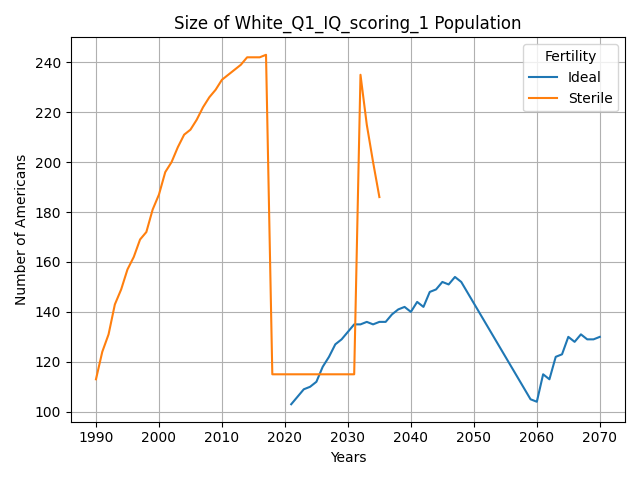 Size of White_Q1_IQ_scoring_1 Population
Number of Americans
240
220
200
180
160
140
120
100
Fertility
Ideal
Sterile
1990 2000 2010 2020 2030 2040 2050 2060 2070
Years